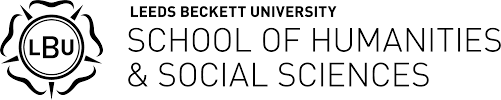 LBU
LEEDS BECKETT UNIVERSITY
SCHOOL OF HUMANITIES
& SOCIAL SCIENCES